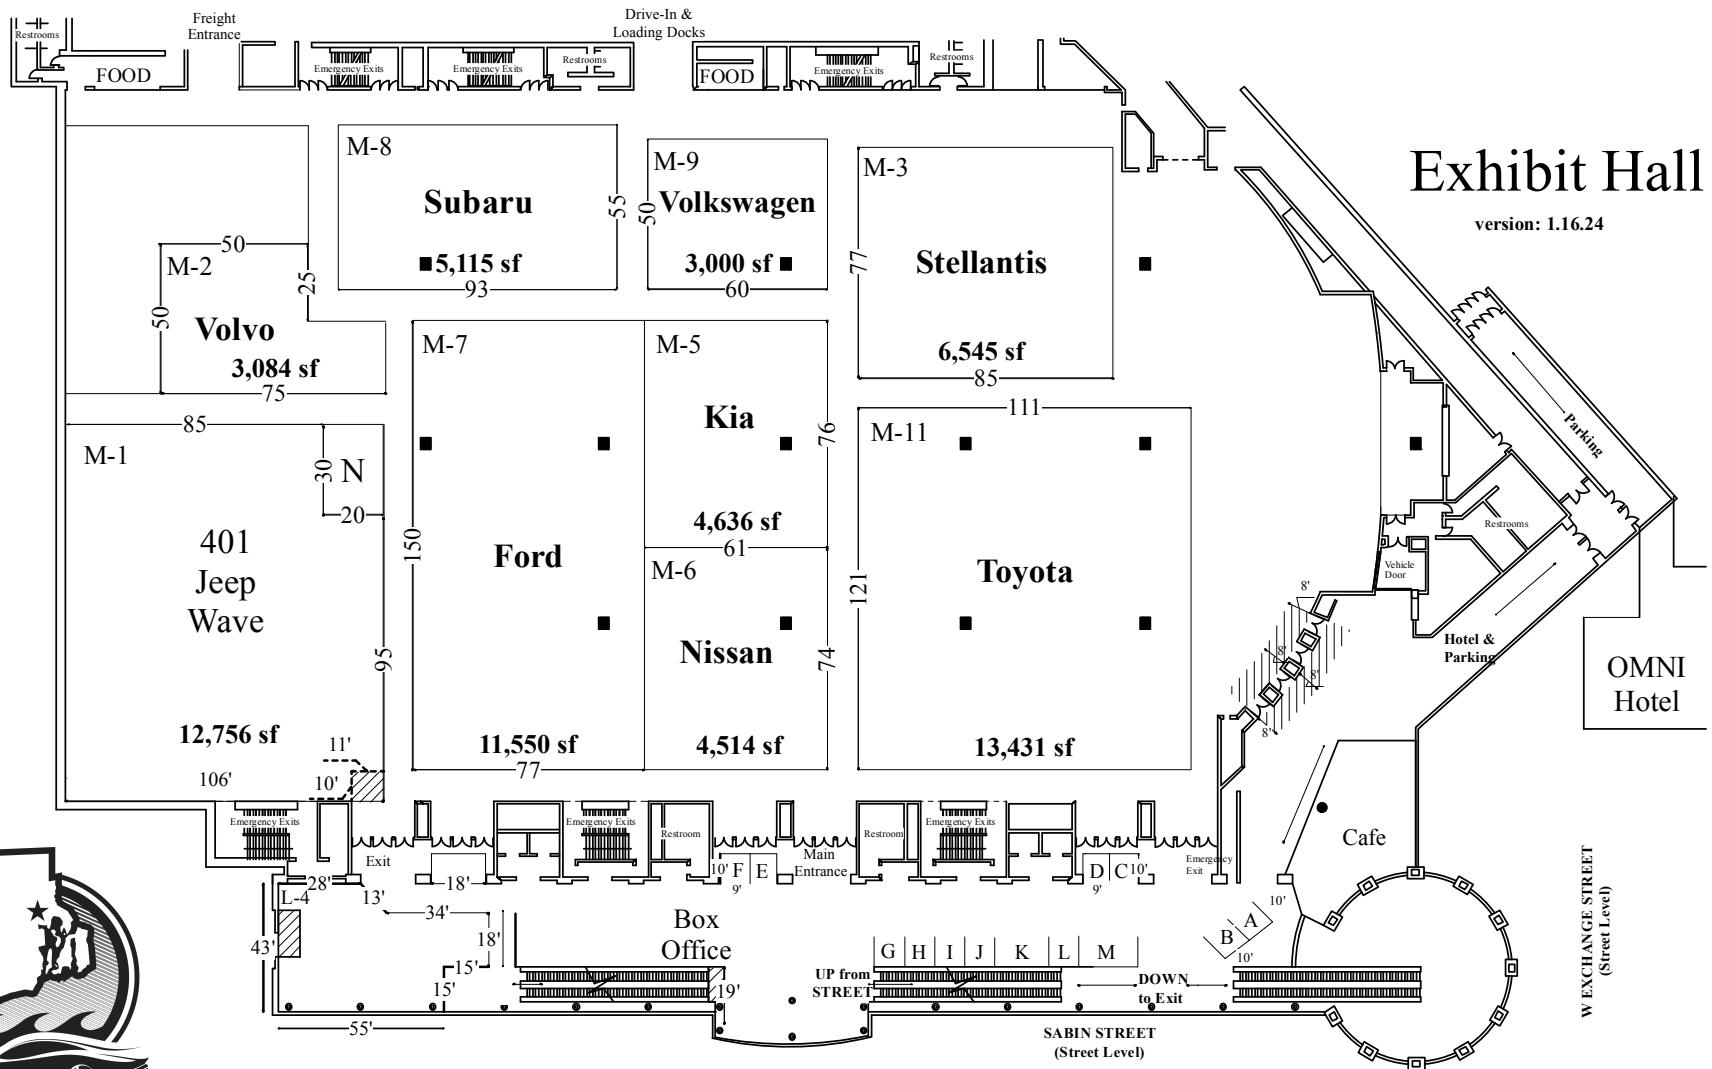 Freight
Entrance
Drive-In &
Loading Docks
Restrooms
FOOD
Emergency Exits
Emergency Exits
Restrooms
FOOD
Emergency Exits
Restrooms
Exhibit Hall
version: 1.16.24
M-8
Subaru
55
5,115 sf
93
M-9
50
Volkswagen
3,000 sf
60
M-3
77
Stellantis
6,545 sf
85
50
M-2
25
50
Volvo
3,084 sf
75
M-7
150
Ford
11,550 sf
77
M-5
Kia
76
4,636 sf
61
M-6
Nissan
74
4,514 sf
111
M-11
121
Toyota
13,431 sf
85
M-1
30
N
20
401
Jeep
Wave
95
12,756 sf
11'
106'
10'
Parking
Restrooms
Vehicle
Door
8'
8'
8'
8'
Hotel &
Parking
OMNI
Hotel
Emergency Exits
Exit
Emergency Exits
Restroom
Main
Entrance
Restroom
Emergency Exits
Emergency
Exit
Cafe
28'
L-4
13'
18'
34'
43'
18'
15'
15'
55'
10'
F
E
9'
D
C
10'
9'
Box
Office
19'
G
H
I
J
K
L
M
10'
A
B
10'
UP from
STREET
DOWN
to Exit
SABIN STREET
(Street Level)
W EXCHANGE STREET
(Street Level)